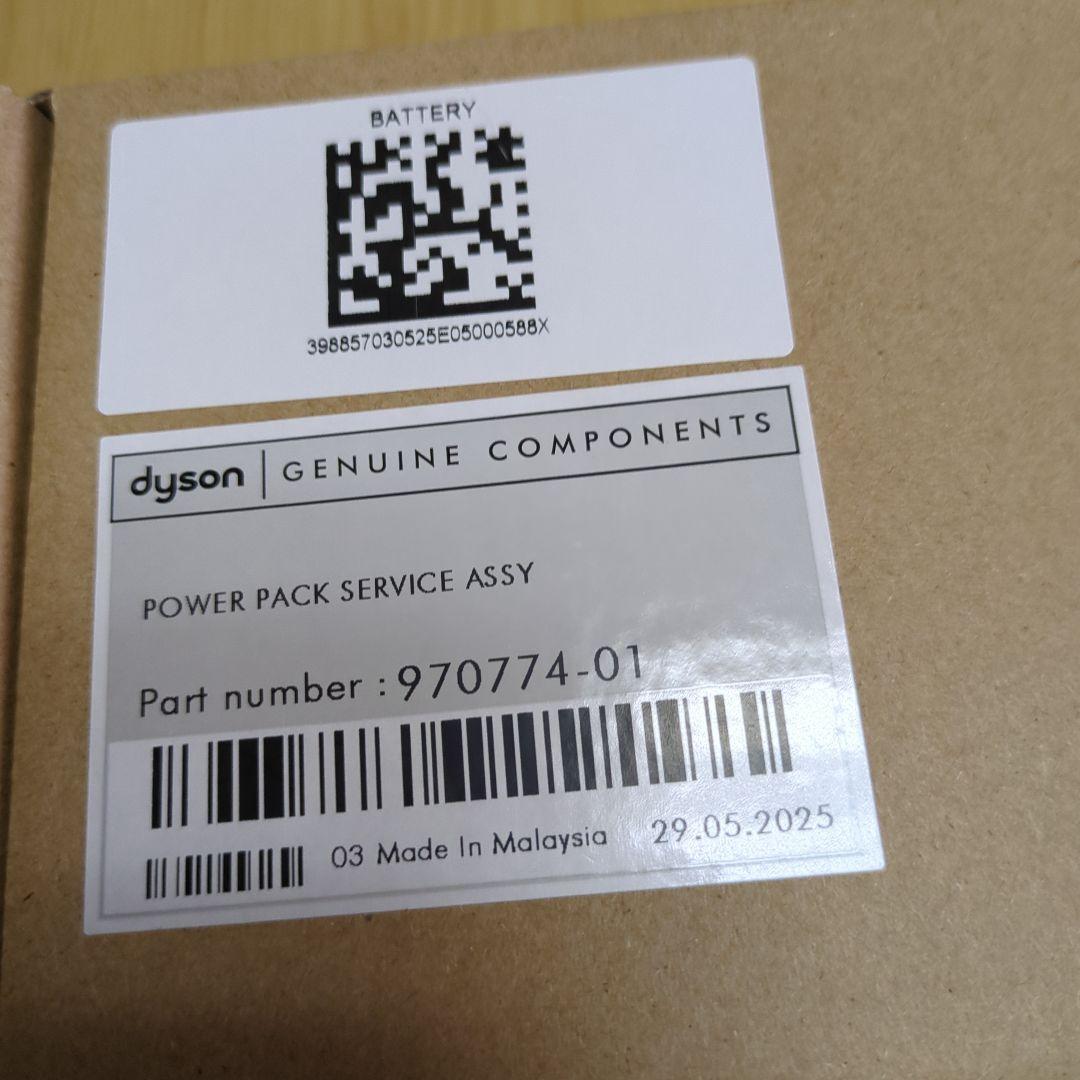 BATTERY
398857030525E05000588X
dyson GENUINE COMPONENTS
POWER PACK SERVICE ASSY
Part number : 970774-01
03 Made In Malaysia 29.05.2025